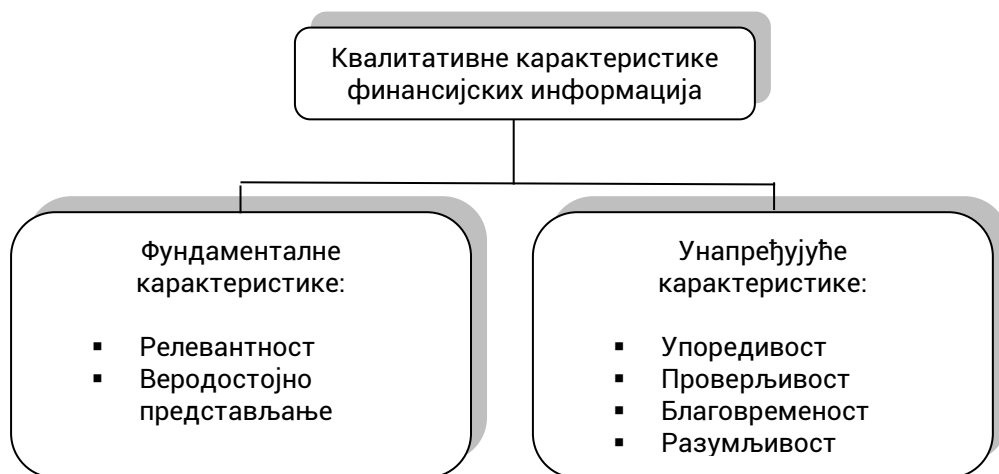 Квалитативне карактеристике
финансијских информација
Фундаменталне
карактеристике:
▪ Релевантност
▪ Веродостојно
представљање
Унапређујуће
карактеристике:
▪ Упоредивост
▪ Проверљивост
▪ Благовременост
▪ Разумљивост